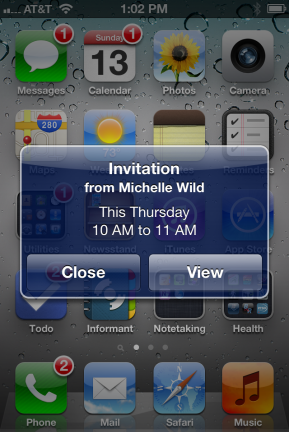 AT&T 1:02 PM
1 Sunday 1
13
Messages Calendar Photos Camera
280
Maps Reminders
Invitation
from Michelle Wild
This Thursday
10 AM to 11 AM
1
Utilities Newsstand iTunes App Store
Close View
Todo Informant Notetaking Health
2 2
Phone Mail Safari Music